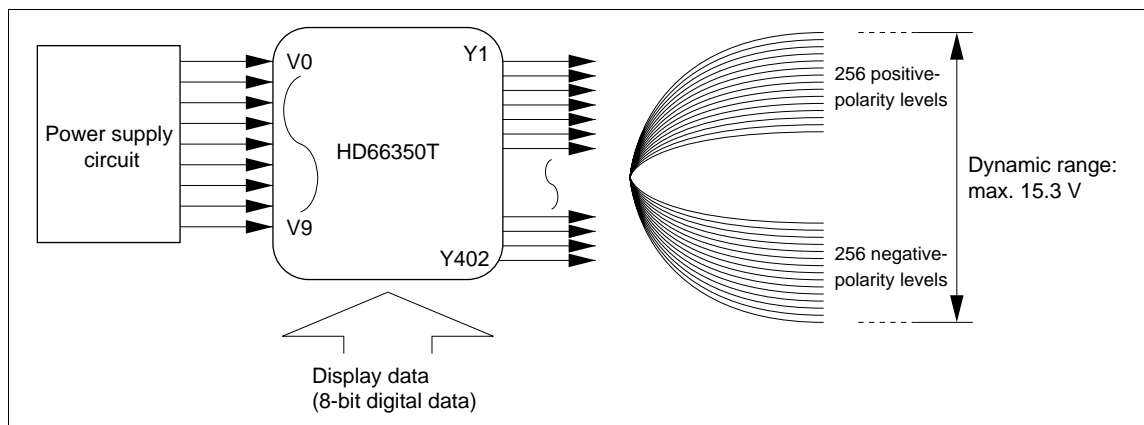 Power supply
circuit
V0
V9
HD66350T
Y1
Y402
Display data
(8-bit digital data)
256 positive-
polarity levels
256 negative-
polarity levels
Dynamic range:
max. 15.3 V